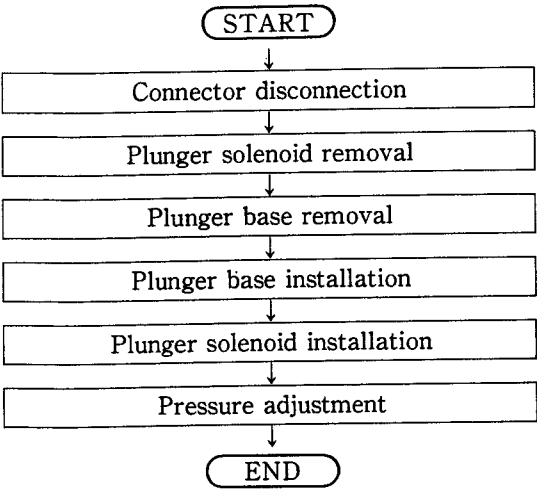 START
Connector disconnection
Plunger solenoid removal
Plunger base removal
Plunger base installation
Plunger solenoid installation
Pressure adjustment
END